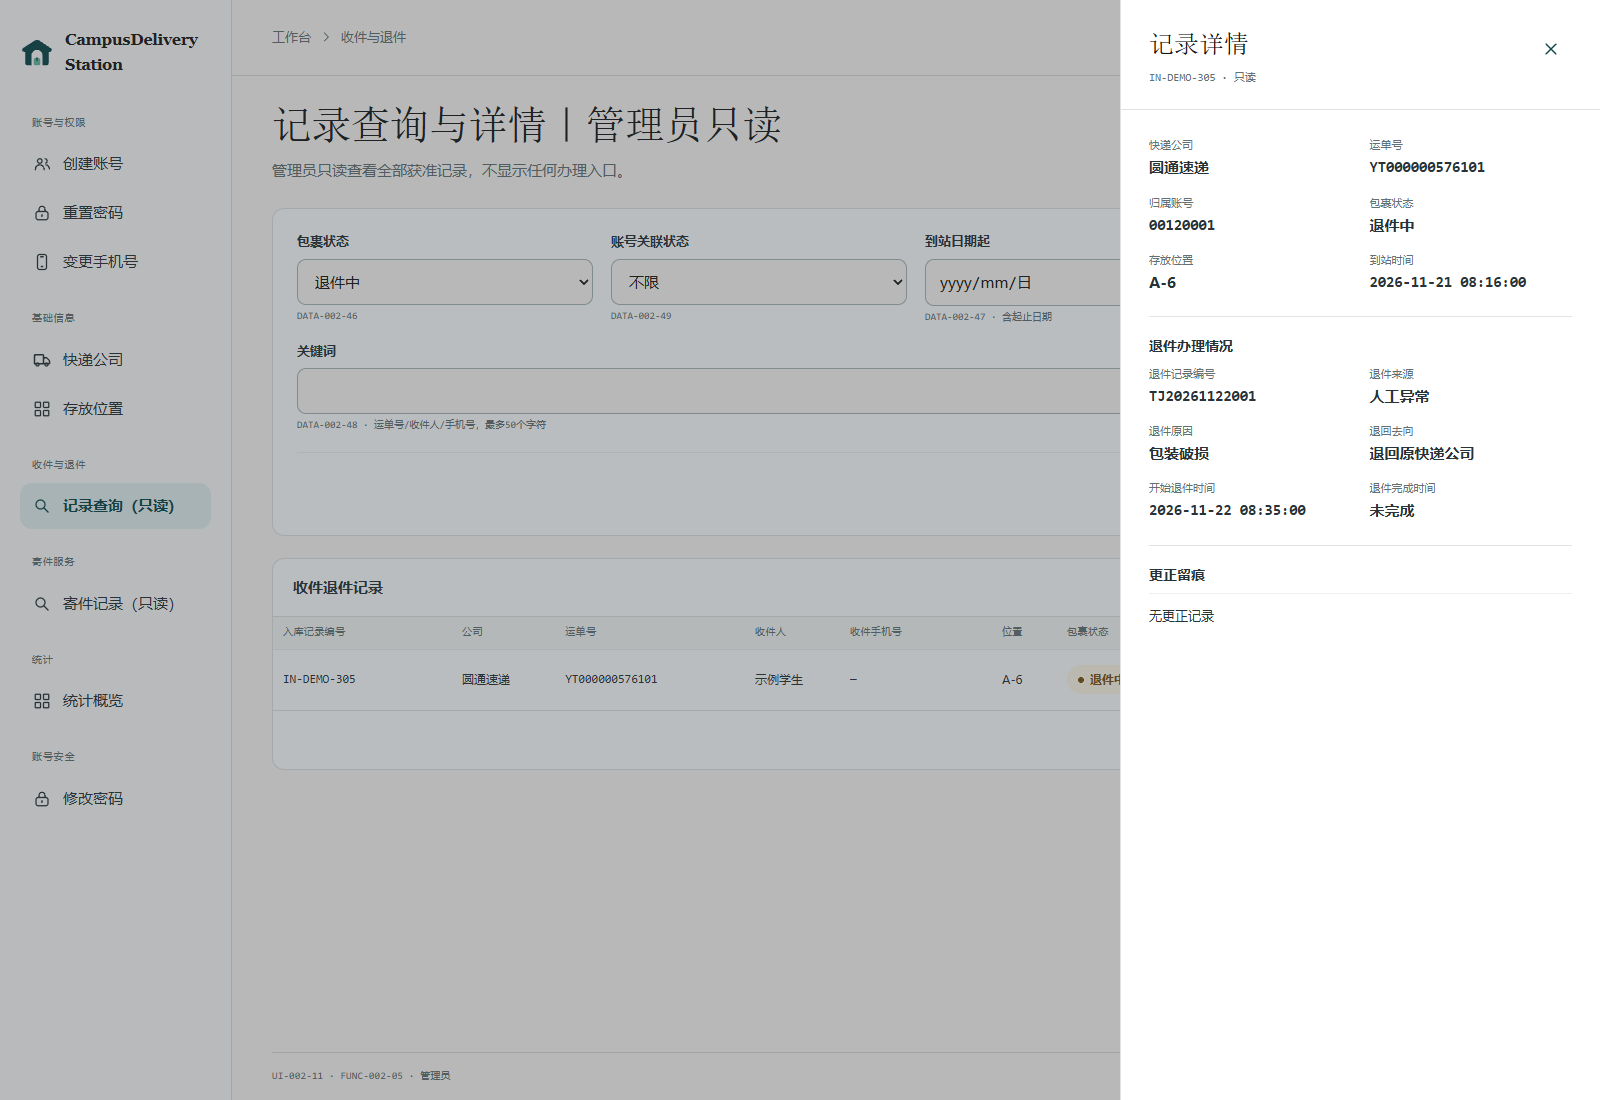 CampusDelivery
Station
账号与权限
创建账号
重置密码
变更手机号
基础信息
快递公司
存放位置
收件与退件
记录查询（只读）
寄件服务
寄件记录（只读）
统计
统计概览
账号安全
修改密码
工作台 > 收件与退件
记录查询与详情｜管理员只读
管理员只读查看全部获准记录，不显示任何办理入口。
包裹状态 账号关联状态 到站日期起
退件中 不限 yyyy/mm/日
DATA-002-46 DATA-002-49 DATA-002-47 · 含起止日期
关键词
DATA-002-48 · 运单号/收件人/手机号，最多50个字符
收件退件记录
入库记录编号 公司 运单号 收件人 收件手机号 位置 包裹状态
IN-DEMO-305 圆通速递 YT000000576101 示例学生 — A-6 退件中
UI-002-11 · FUNC-002-05 · 管理员
记录详情
IN-DEMO-305 · 只读
快递公司 运单号
圆通速递 YT000000576101
归属账号 包裹状态
00120001 退件中
存放位置 到站时间
A-6 2026-11-21 08:16:00
退件办理情况
退件记录编号 退件来源
TJ20261122001 人工异常
退件原因 退回去向
包装破损 退回原快递公司
开始退件时间 退件完成时间
2026-11-22 08:35:00 未完成
更正留痕
无更正记录